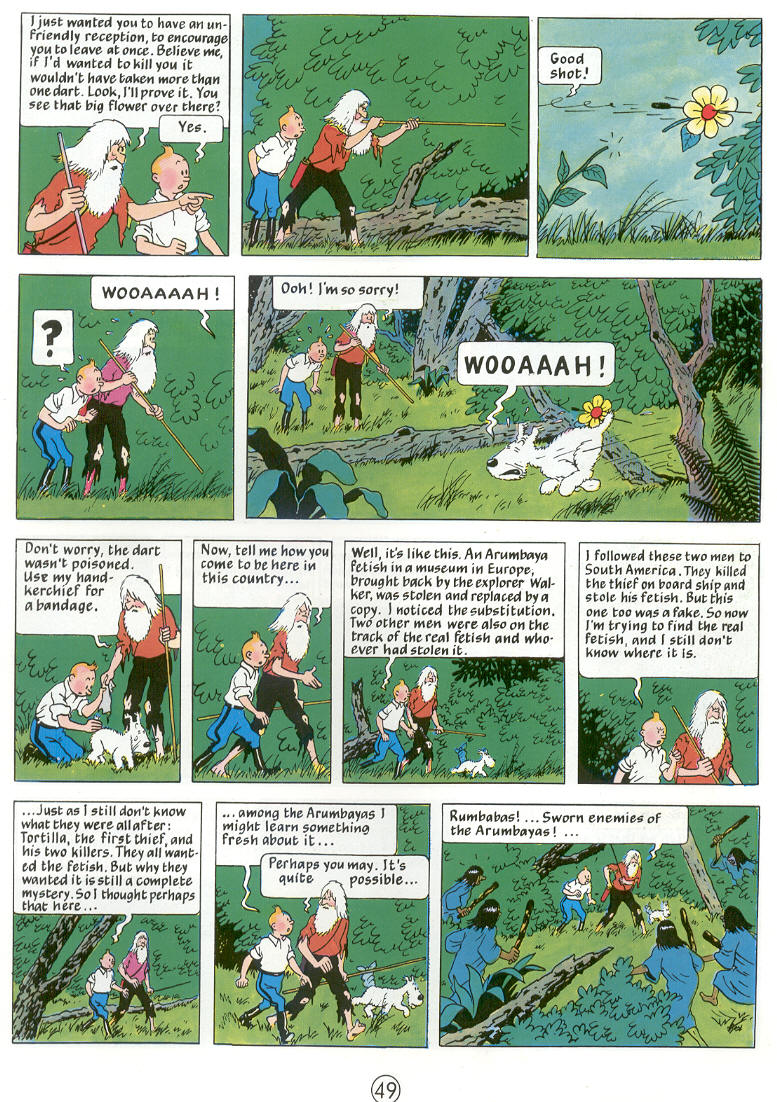 I just wanted you to have an un-
friendly reception, to encourage
you to leave at once. Believe me,
if I'd wanted to kill you it
wouldn't have taken more than
one dart. Look, I'll prove it. You
see that big flower over there?
Yes.
Good
shot!
?
WOOAAAAH!
Ooh! I'm so sorry!
WOOAAAH!
Don't worry, the dart
wasn't poisoned.
Use my hand-
kerchief for
a bandage.
Now, tell me how you
come to be here in
this country...
Well, it's like this. An Arumbaya
fetish in a museum in Europe,
brought back by the explorer Wal-
ker, was stolen and replaced by a
copy. I noticed the substitution.
Two other men were also on the
track of the real fetish and who-
ever had stolen it.
I followed these two men to
South America. They killed
the thief on board ship and
stole his fetish. But this
one too was a fake. So now
I'm trying to find the real
fetish, and I still don't
know where it is.
...Just as I still don't know
what they were all after:
Tortilla, the first thief, and
his two killers. They all want-
ed the fetish. But why they
wanted it is still a complete
mystery. So I thought perhaps
that here...
...among the Arumbayas I
might learn something
fresh about it...
Perhaps you may. It's
quite possible...
Rumbabas! ... Sworn enemies of
the Arumbayas! ...
49